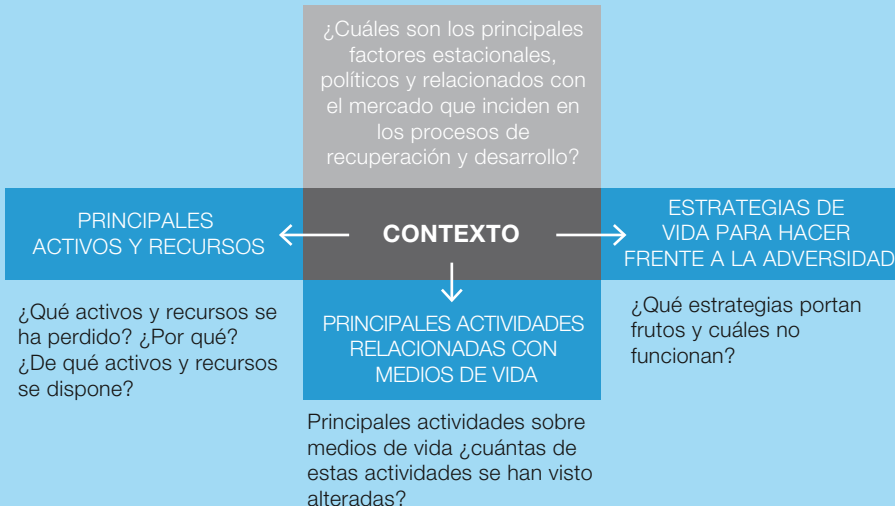 ¿Cuáles son los principales
factores estacionales,
políticos y relacionados con
el mercado que inciden en
los procesos de
recuperación y desarrollo?
PRINCIPALES
ACTIVOS Y RECURSOS
CONTEXTO
ESTRATEGIAS DE
VIDA PARA HACER
FRENTE A LA ADVERSIDAD
¿Qué activos y recursos se
ha perdido? ¿Por qué?
¿De qué activos y recursos
se dispone?
PRINCIPALES ACTIVIDADES
RELACIONADAS CON
MEDIOS DE VIDA
¿Qué estrategias portan
frutos y cuáles no
funcionan?
Principales actividades sobre
medios de vida ¿cuántas de
estas actividades se han visto
alteradas?